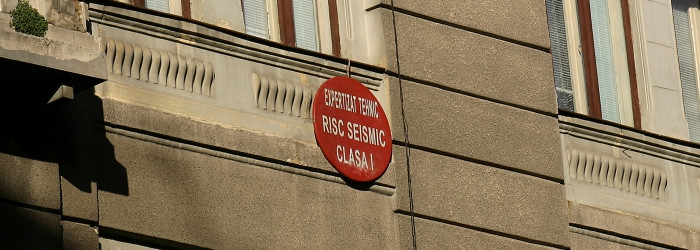 EXPERTIZAT TEHNIC
RISC SEISMIC
CLASA I